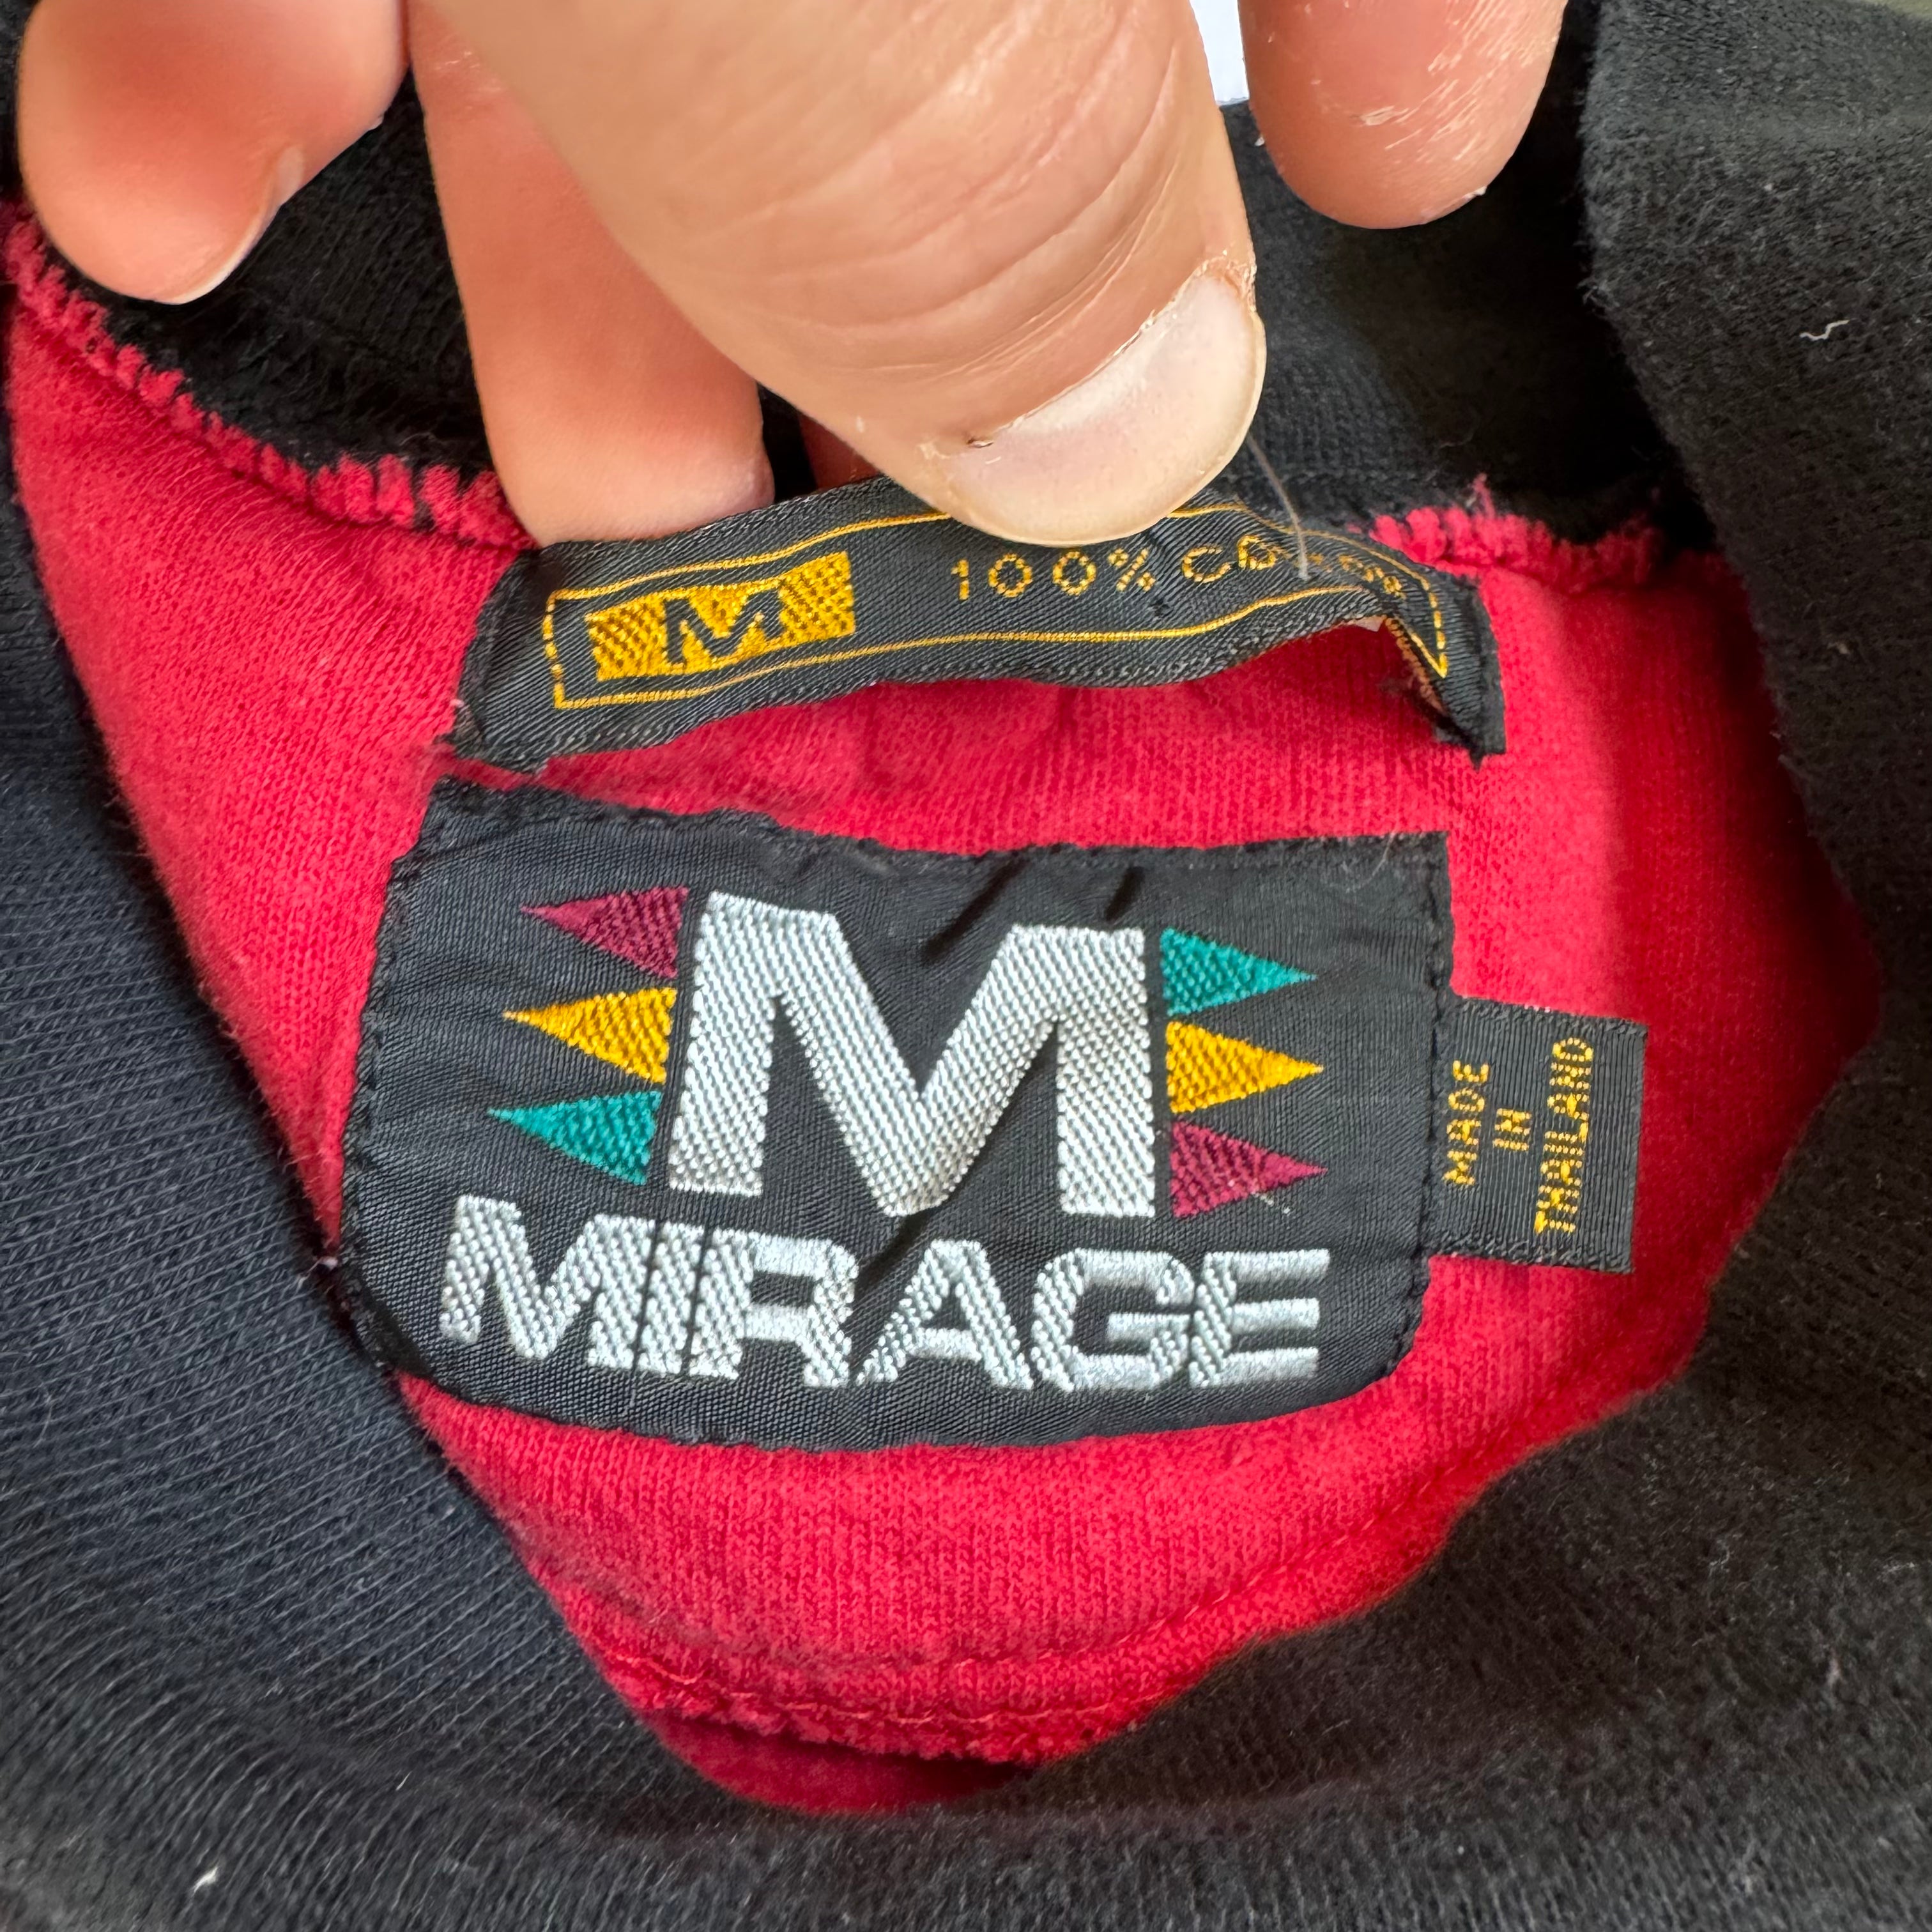 M 100% COTTON
M
MIRAGE
MADE
IN
THAILAND